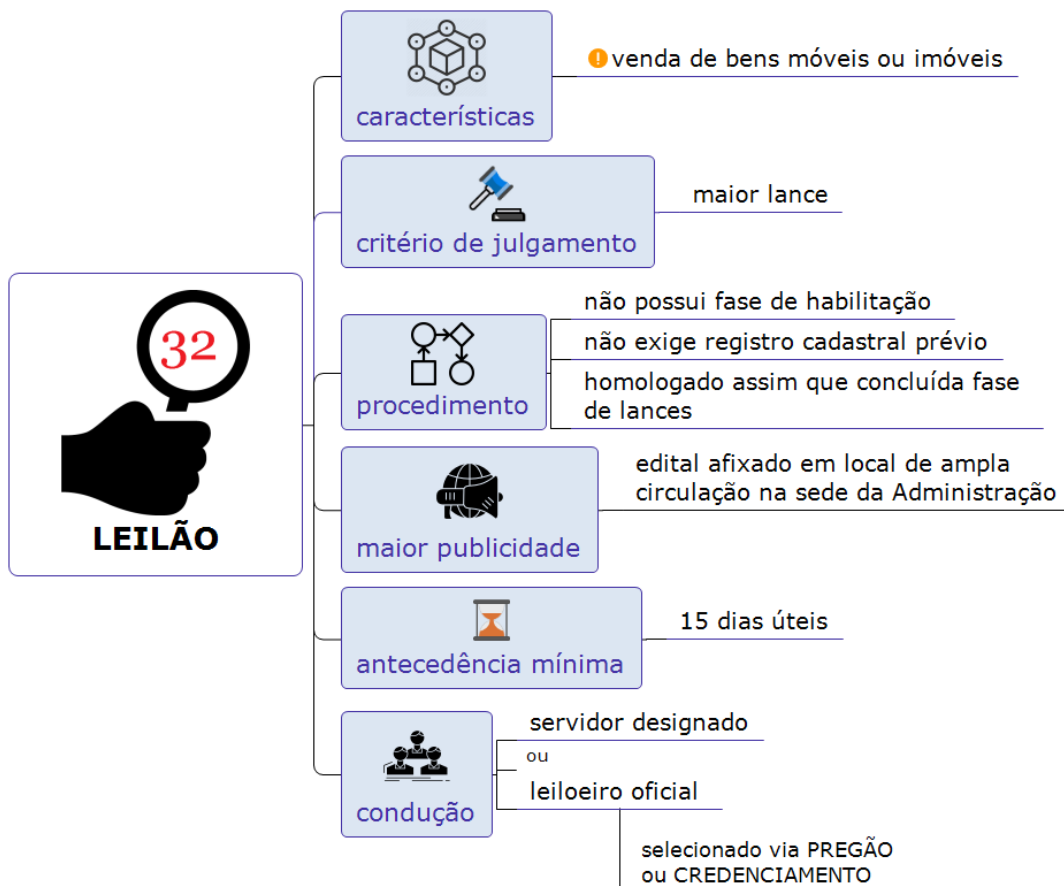 características
venda de bens móveis ou imóveis
critério de julgamento
maior lance
32
LEILÃO
procedimento
não possui fase de habilitação
não exige registro cadastral prévio
homologado assim que concluída fase
de lances
maior publicidade
edital afixado em local de ampla
circulação na sede da Administração
antecedência mínima
15 dias úteis
condução
servidor designado
ou
leiloeiro oficial
selecionado via PREGÃO
ou CREDENCIAMENTO